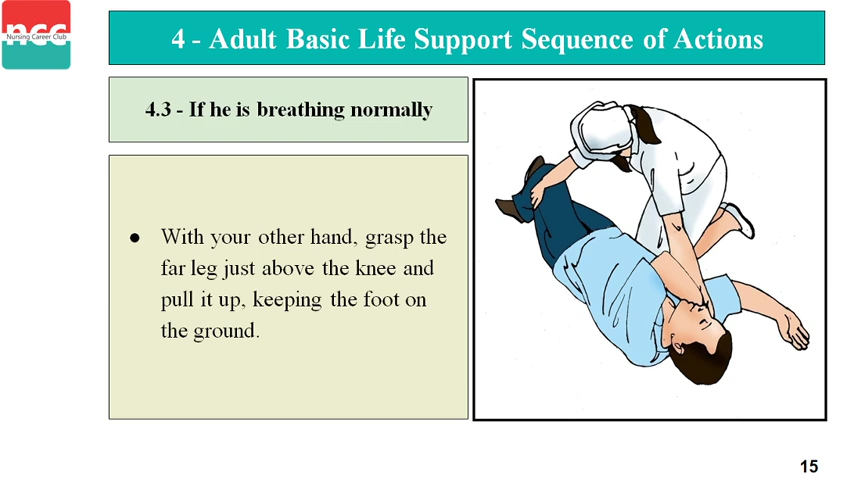 ncc
Nursing Career Club
4 - Adult Basic Life Support Sequence of Actions
4.3 - If he is breathing normally
● With your other hand, grasp the
far leg just above the knee and
pull it up, keeping the foot on
the ground.
15